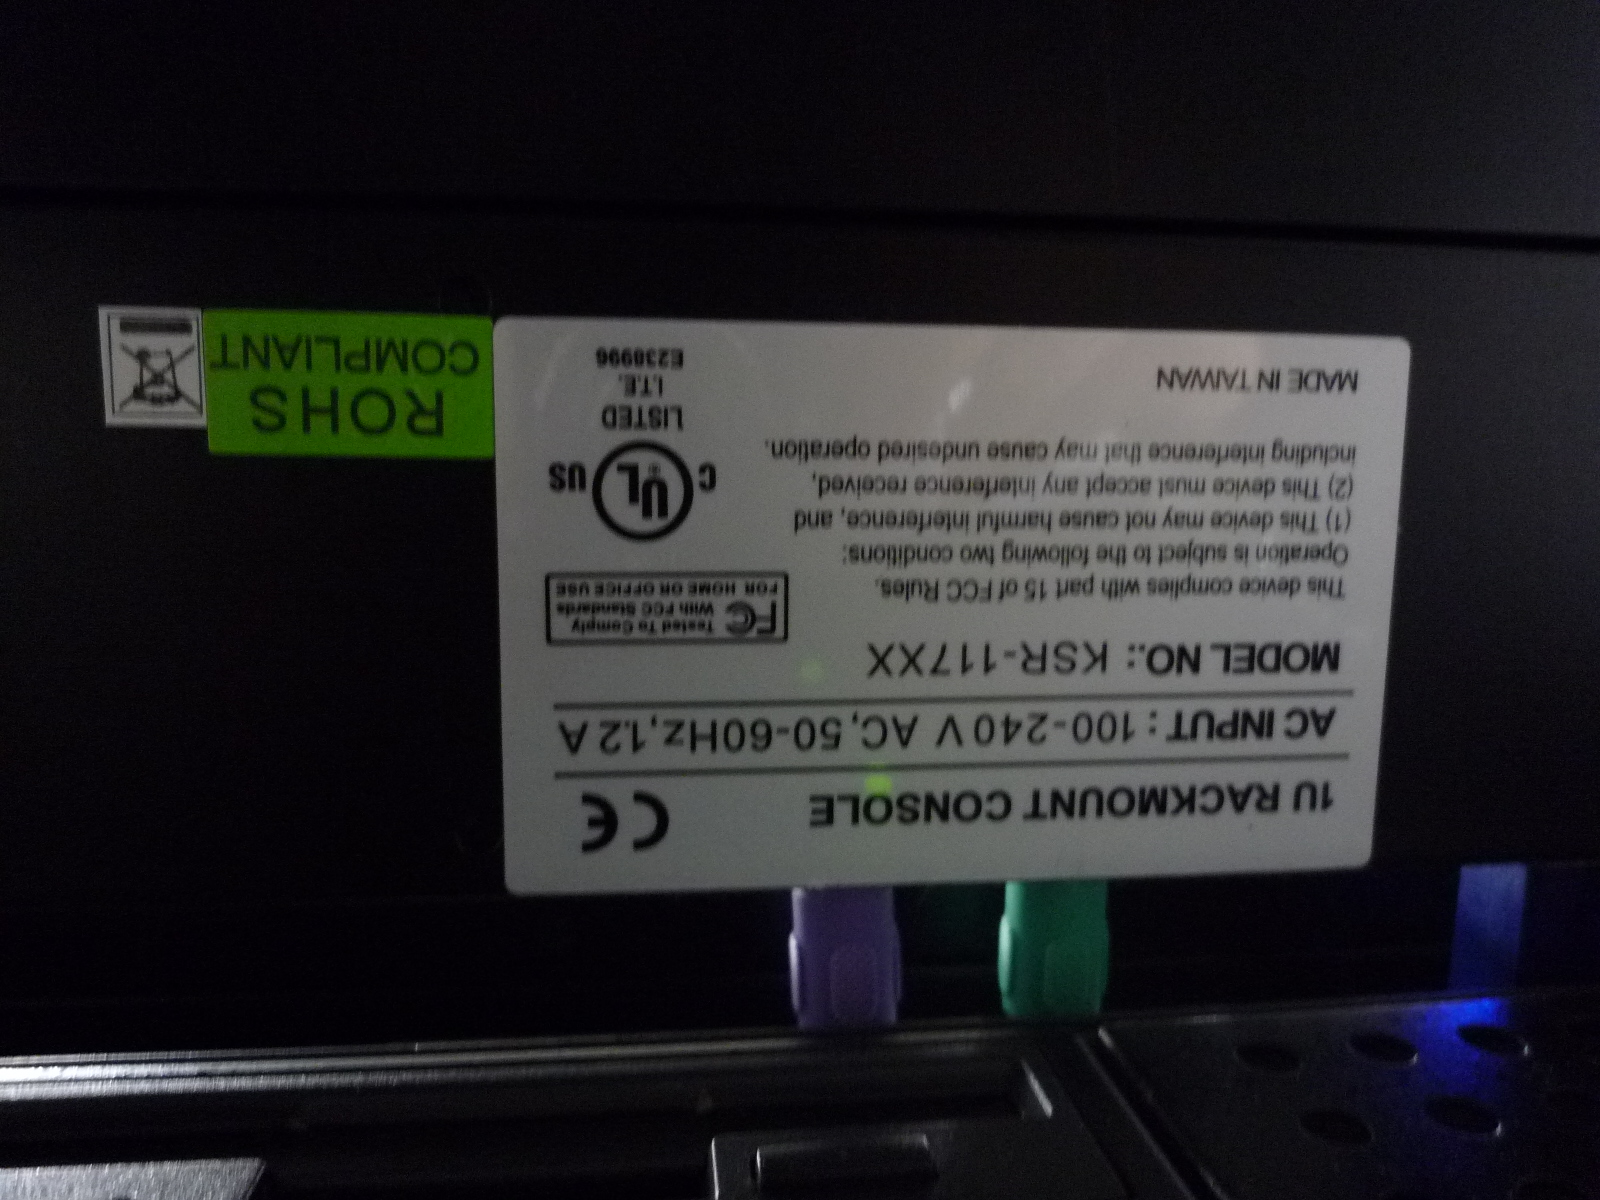 1U RACKMOUNT CONSOLE
CE
AC INPUT : 100-240 V AC, 50-60Hz, 1.2 A
MODEL NO.: KSR-117XX
This device complies with part 15 of FCC Rules.
Operation is subject to the following two conditions:
(1) This device may not cause harmful interference, and
(2) This device must accept any interference received,
including interference that may cause undesired operation.
MADE IN TAIWAN
FC
Tested To Comply
With FCC Standards
FOR HOME OR OFFICE USE
C UL ® US
LISTED
I.T.E.
E238996
ROHS
COMPLIANT